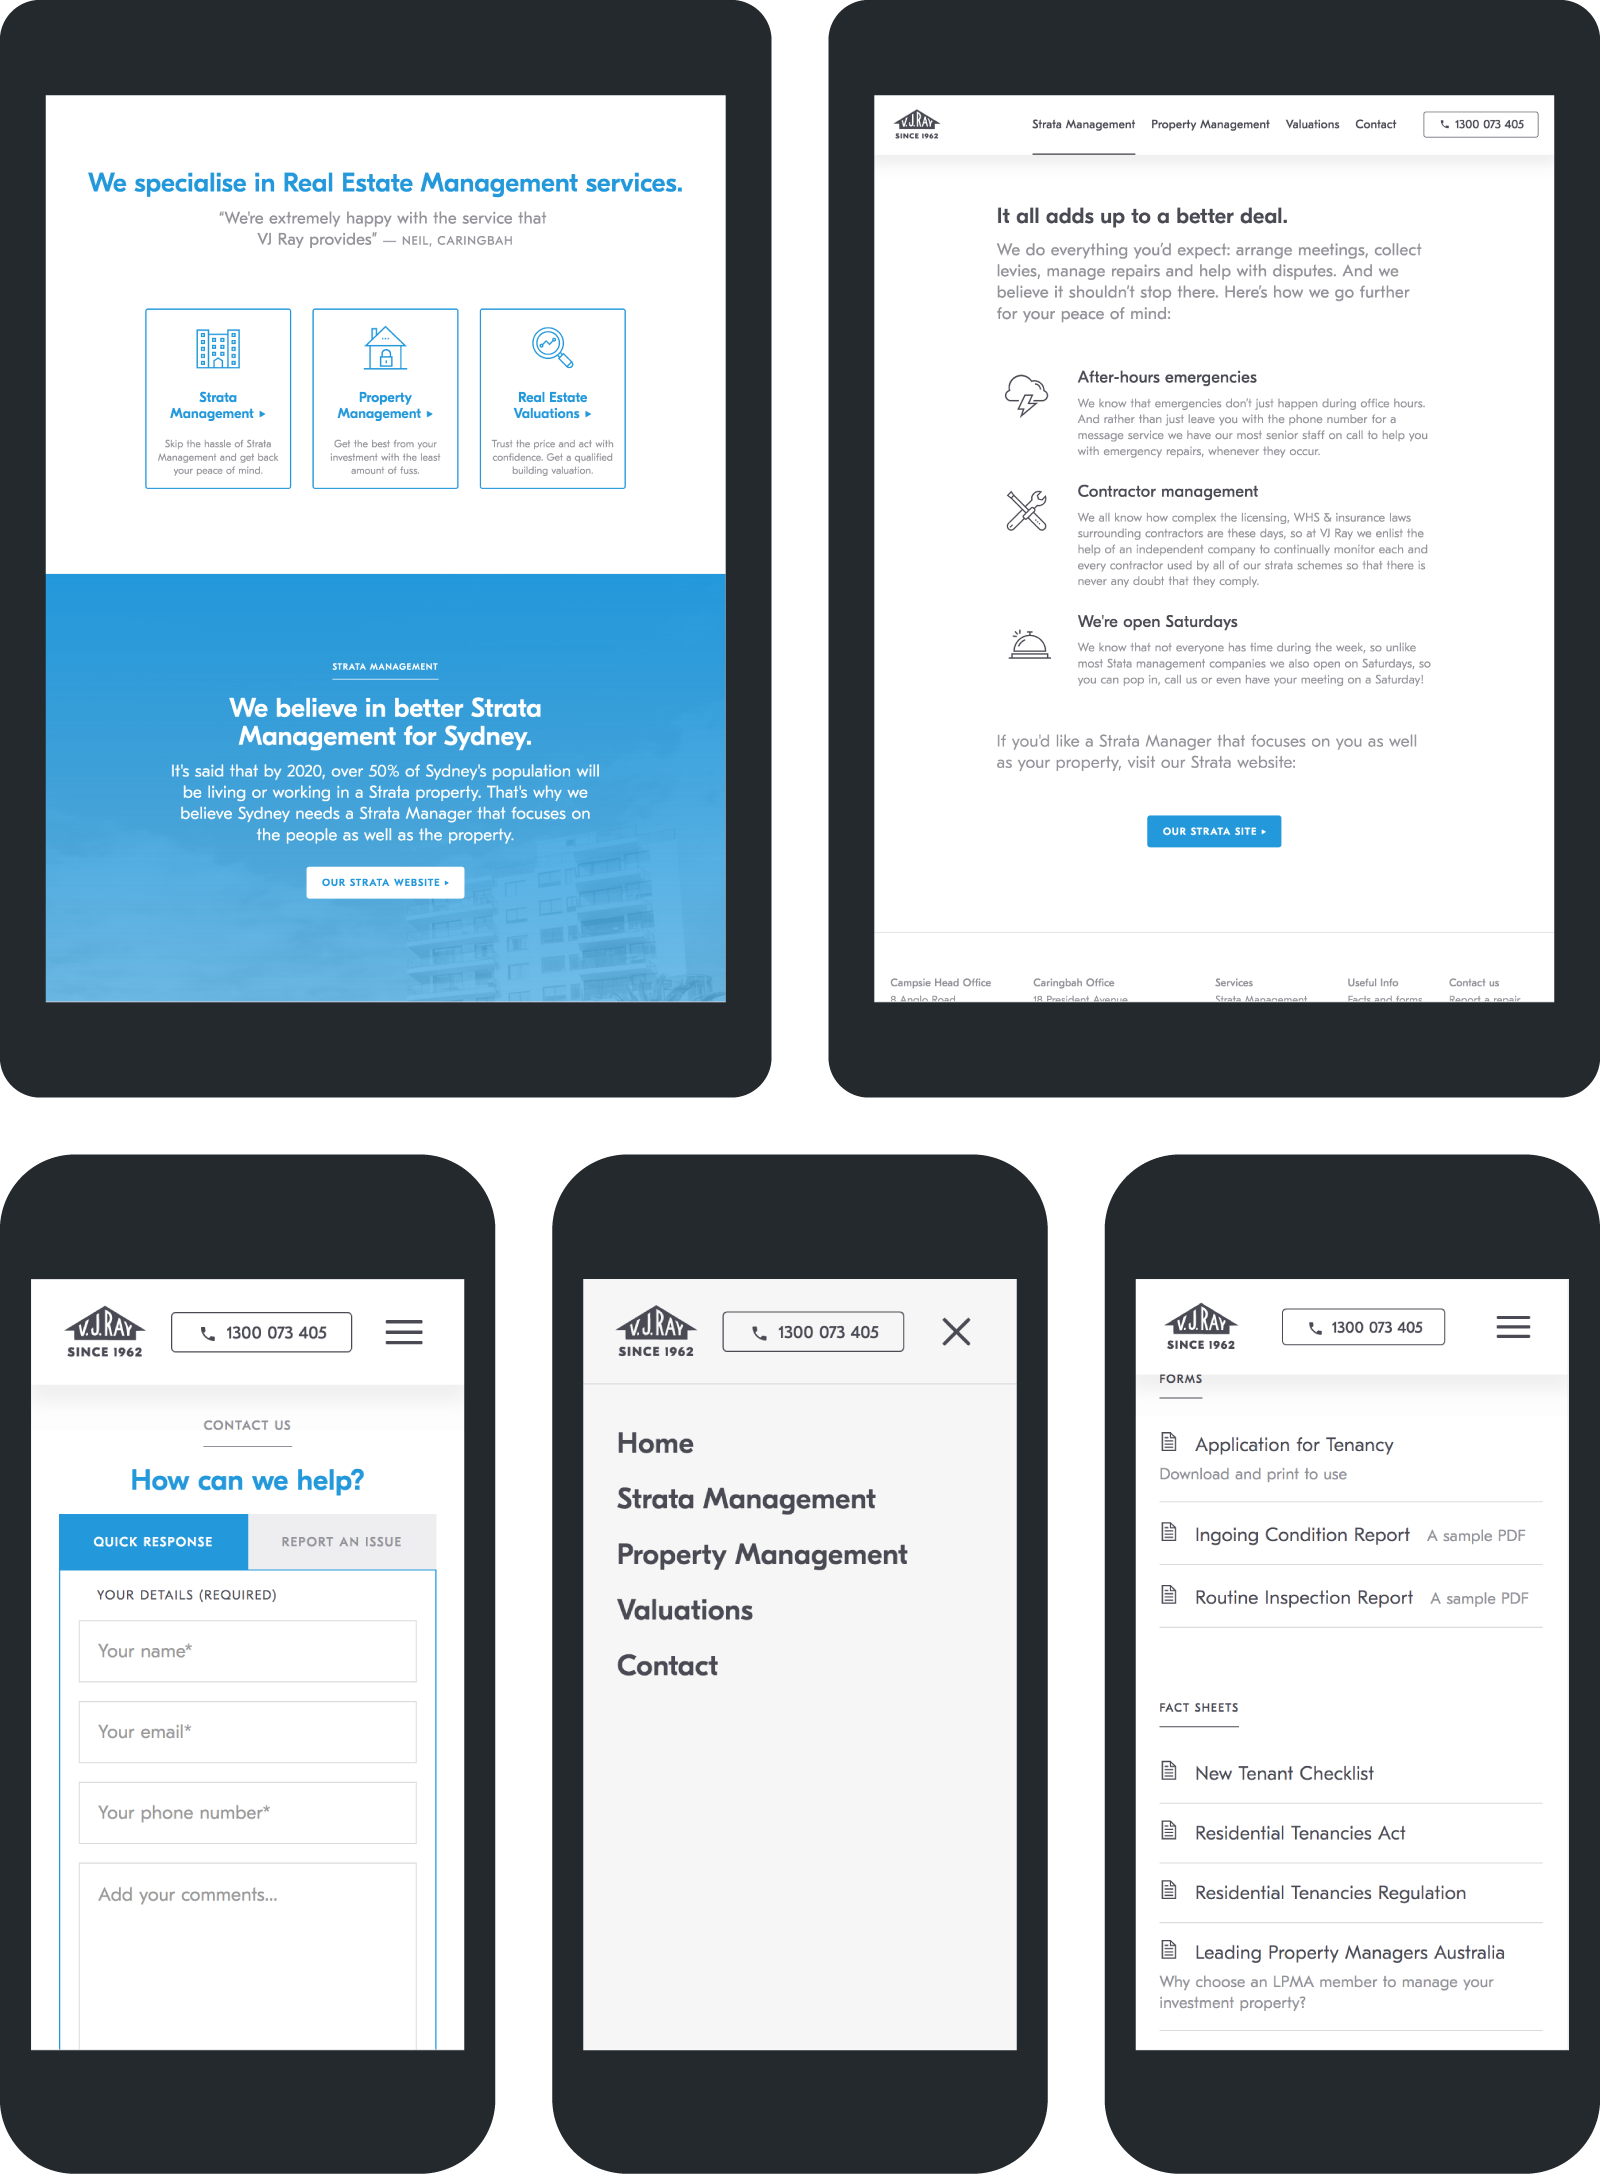 We specialise in Real Estate Management services.
“We're extremely happy with the service that
VJ Ray provides” — NEIL, CARINGBAH
Strata
Management ▸
Skip the hassle of Strata
Management and get back
your peace of mind.
Property
Management ▸
Get the best from your
investment with the least
amount of fuss.
Real Estate
Valuations ▸
Trust the price and act with
confidence. Get a qualified
building valuation.
STRATA MANAGEMENT
We believe in better Strata
Management for Sydney.
It's said that by 2020, over 50% of Sydney's population will
be living or working in a Strata property. That's why we
believe Sydney needs a Strata Manager that focuses on
the people as well as the property.
OUR STRATA WEBSITE ▸
V.J.RAY
SINCE 1962
Strata Management
Property Management
Valuations
Contact
1300 073 405
It all adds up to a better deal.
We do everything you'd expect: arrange meetings, collect
levies, manage repairs and help with disputes. And we
believe it shouldn't stop there. Here's how we go further
for your peace of mind:
After-hours emergencies
We know that emergencies don't just happen during office hours.
And rather than just leave you with the phone number for a
message service we have our most senior staff on call to help you
with emergency repairs, whenever they occur.
Contractor management
We all know how complex the licensing, WHS & insurance laws
surrounding contractors are these days, so at VJ Ray we enlist the
help of an independent company to continually monitor each and
every contractor used by all of our strata schemes so that there is
never any doubt that they comply.
We're open Saturdays
We know that not everyone has time during the week, so unlike
most Stata management companies we also open on Saturdays, so
you can pop in, call us or even have your meeting on a Saturday!
If you'd like a Strata Manager that focuses on you as well
as your property, visit our Strata website:
OUR STRATA SITE ▸
Campsie Head Office
8 Anglo Road
Caringbah Office
18 President Avenue
Services
Strata Management
Useful Info
Facts and forms
Contact us
Report a repair
V.J.RAY
SINCE 1962
1300 073 405
CONTACT US
How can we help?
QUICK RESPONSE
REPORT AN ISSUE
YOUR DETAILS (REQUIRED)
Your name*
Your email*
Your phone number*
Add your comments...
V.J.RAY
SINCE 1962
1300 073 405
Home
Strata Management
Property Management
Valuations
Contact
V.J.RAY
SINCE 1962
1300 073 405
FORMS
Application for Tenancy
Download and print to use
Ingoing Condition Report A sample PDF
Routine Inspection Report A sample PDF
FACT SHEETS
New Tenant Checklist
Residential Tenancies Act
Residential Tenancies Regulation
Leading Property Managers Australia
Why choose an LPMA member to manage your
investment property?